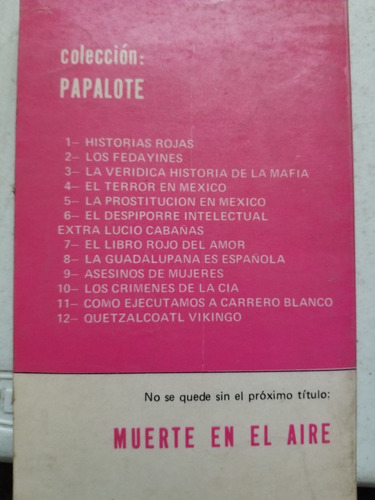 colección:
PAPALOTE
1— HISTORIAS ROJAS
2— LOS FEDAYINES
3— LA VERIDICA HISTORIA DE LA MAFIA
4— EL TERROR EN MEXICO
5— LA PROSTITUCION EN MEXICO
6— EL DESPIPORRE INTELECTUAL
EXTRA LUCIO CABAÑAS
7— EL LIBRO ROJO DEL AMOR
8— LA GUADALUPANA ES ESPAÑOLA
9— ASESINOS DE MUJERES
10— LOS CRIMENES DE LA CIA
11— COMO EJECUTAMOS A CARRERO BLANCO
12— QUETZALCOATL VIKINGO
No se quede sin el próximo título:
MUERTE EN EL AIRE